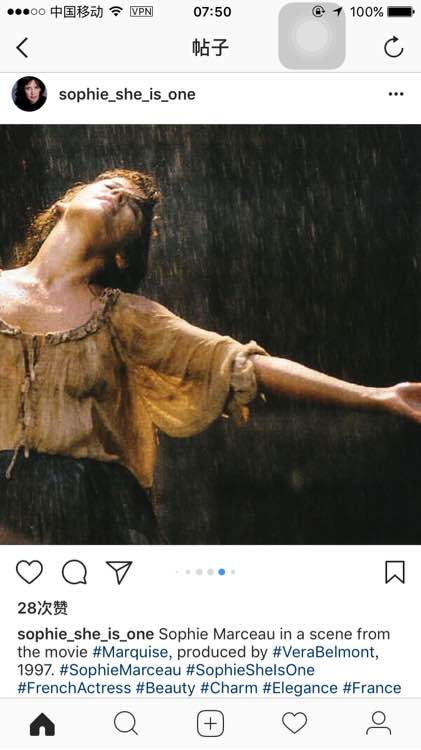 中国移动 VPN 07:50 100%
帖子
sophie_she_is_one
28次赞
sophie_she_is_one Sophie Marceau in a scene from
the movie #Marquise, produced by #VeraBelmont,
1997. #SophieMarceau #SophieSheIsOne
#FrenchActress #Beauty #Charm #Elegance #France